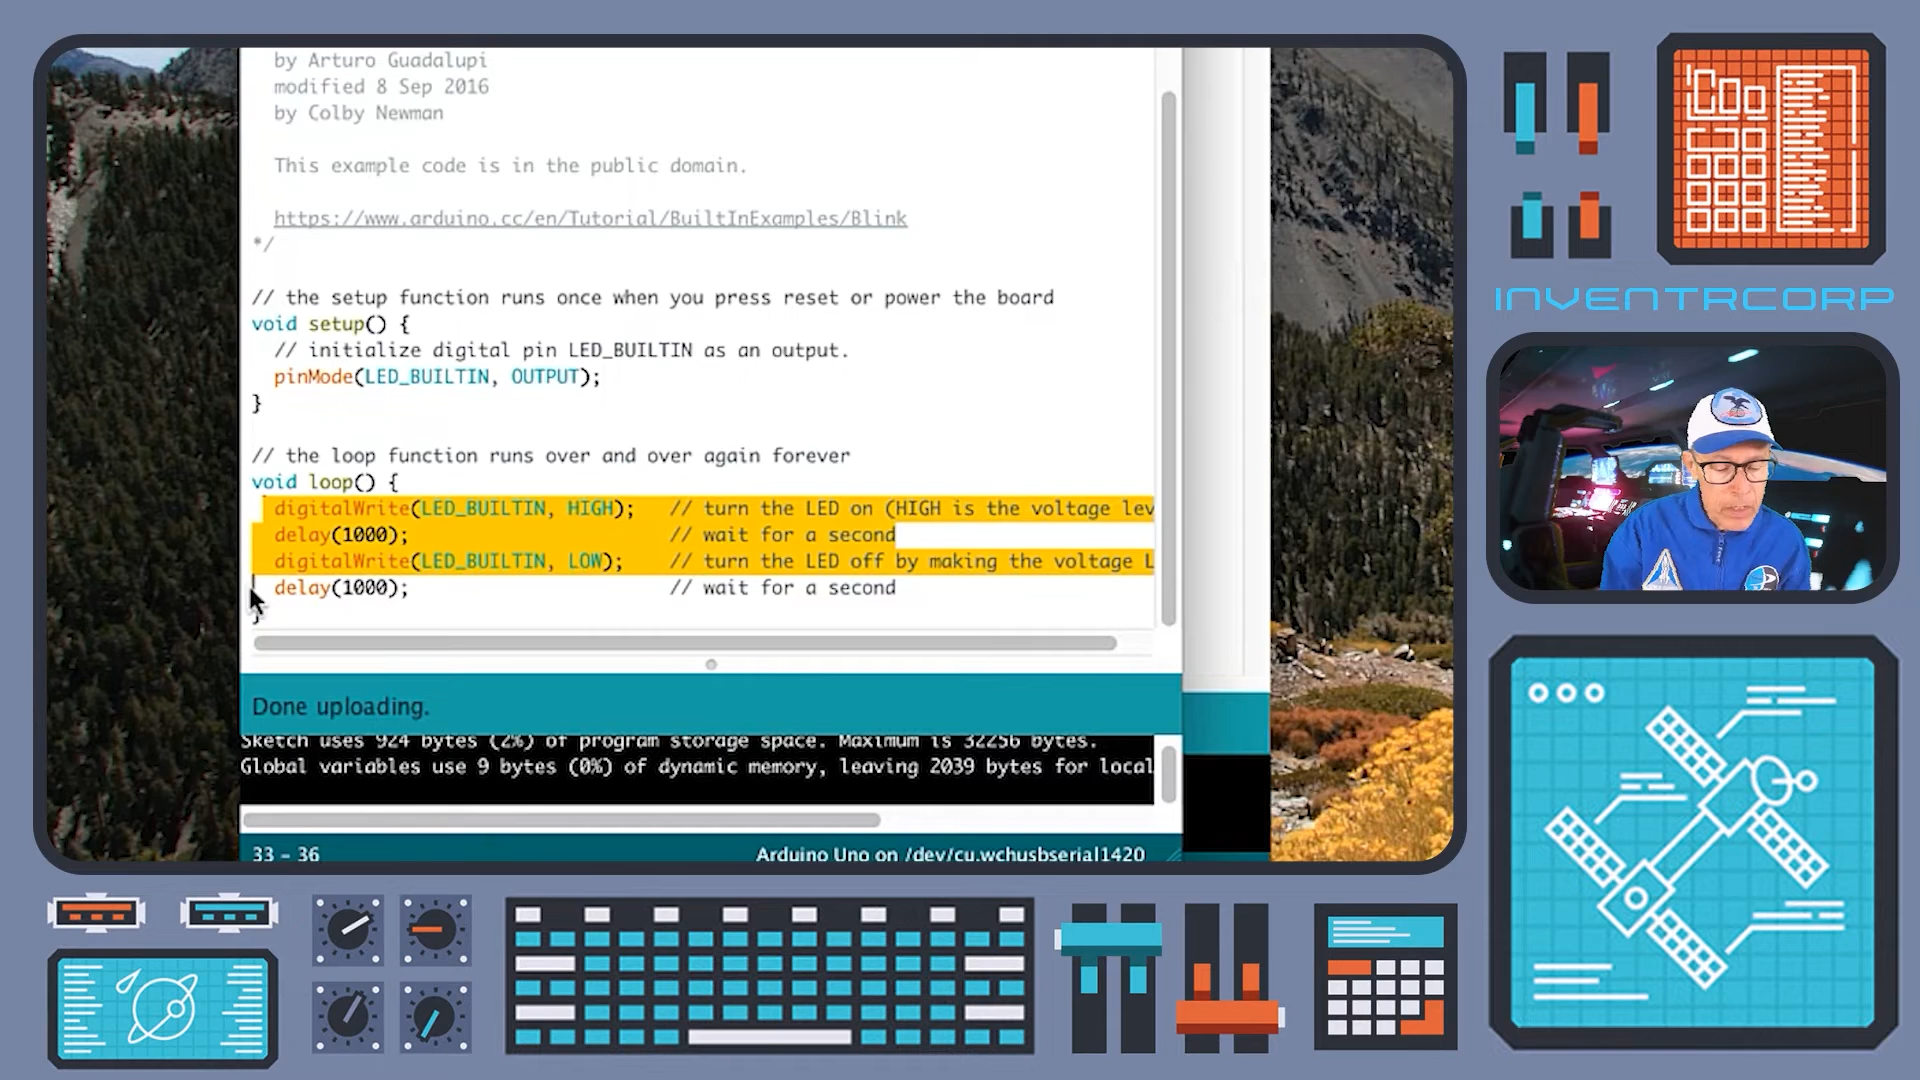 by Arturo Guadalupi
modified 8 Sep 2016
by Colby Newman
This example code is in the public domain.
https://www.arduino.cc/en/Tutorial/BuiltInExamples/Blink
*/
// the setup function runs once when you press reset or power the board
void setup() {
// initialize digital pin LED_BUILTIN as an output.
pinMode(LED_BUILTIN, OUTPUT);
}
// the loop function runs over and over again forever
void loop() {
digitalWrite(LED_BUILTIN, HIGH);   // turn the LED on (HIGH is the voltage lev
delay(1000);                       // wait for a second
digitalWrite(LED_BUILTIN, LOW);    // turn the LED off by making the voltage L
delay(1000);                       // wait for a second
}
Done uploading.
Sketch uses 924 bytes (2%) of program storage space. Maximum is 32256 bytes.
Global variables use 9 bytes (0%) of dynamic memory, leaving 2039 bytes for local
33 - 36
Arduino Uno on /dev/cu.wchusbserial1420
INVENTRCORP